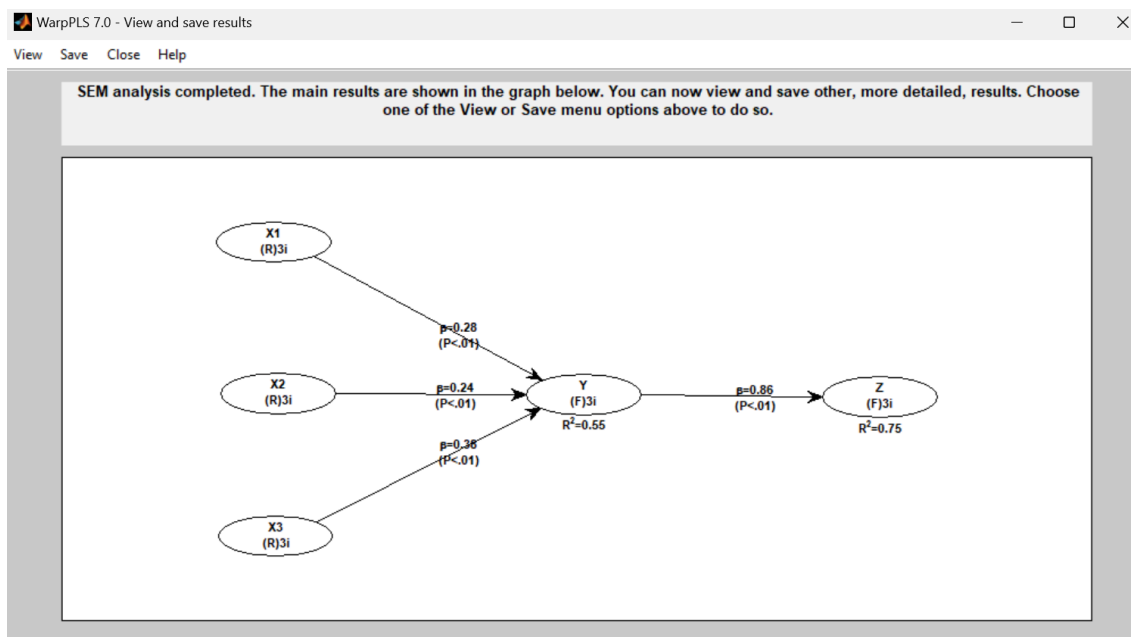 WarpPLS 7.0 - View and save results
View Save Close Help
SEM analysis completed. The main results are shown in the graph below. You can now view and save other, more detailed, results. Choose
one of the View or Save menu options above to do so.
X1
(R)3i
β=0.28
(P<.01)
X2
(R)3i
β=0.24
(P<.01)
Y
(F)3i
R²=0.55
β=0.86
(P<.01)
Z
(F)3i
R²=0.75
β=0.36
(P<.01)
X3
(R)3i